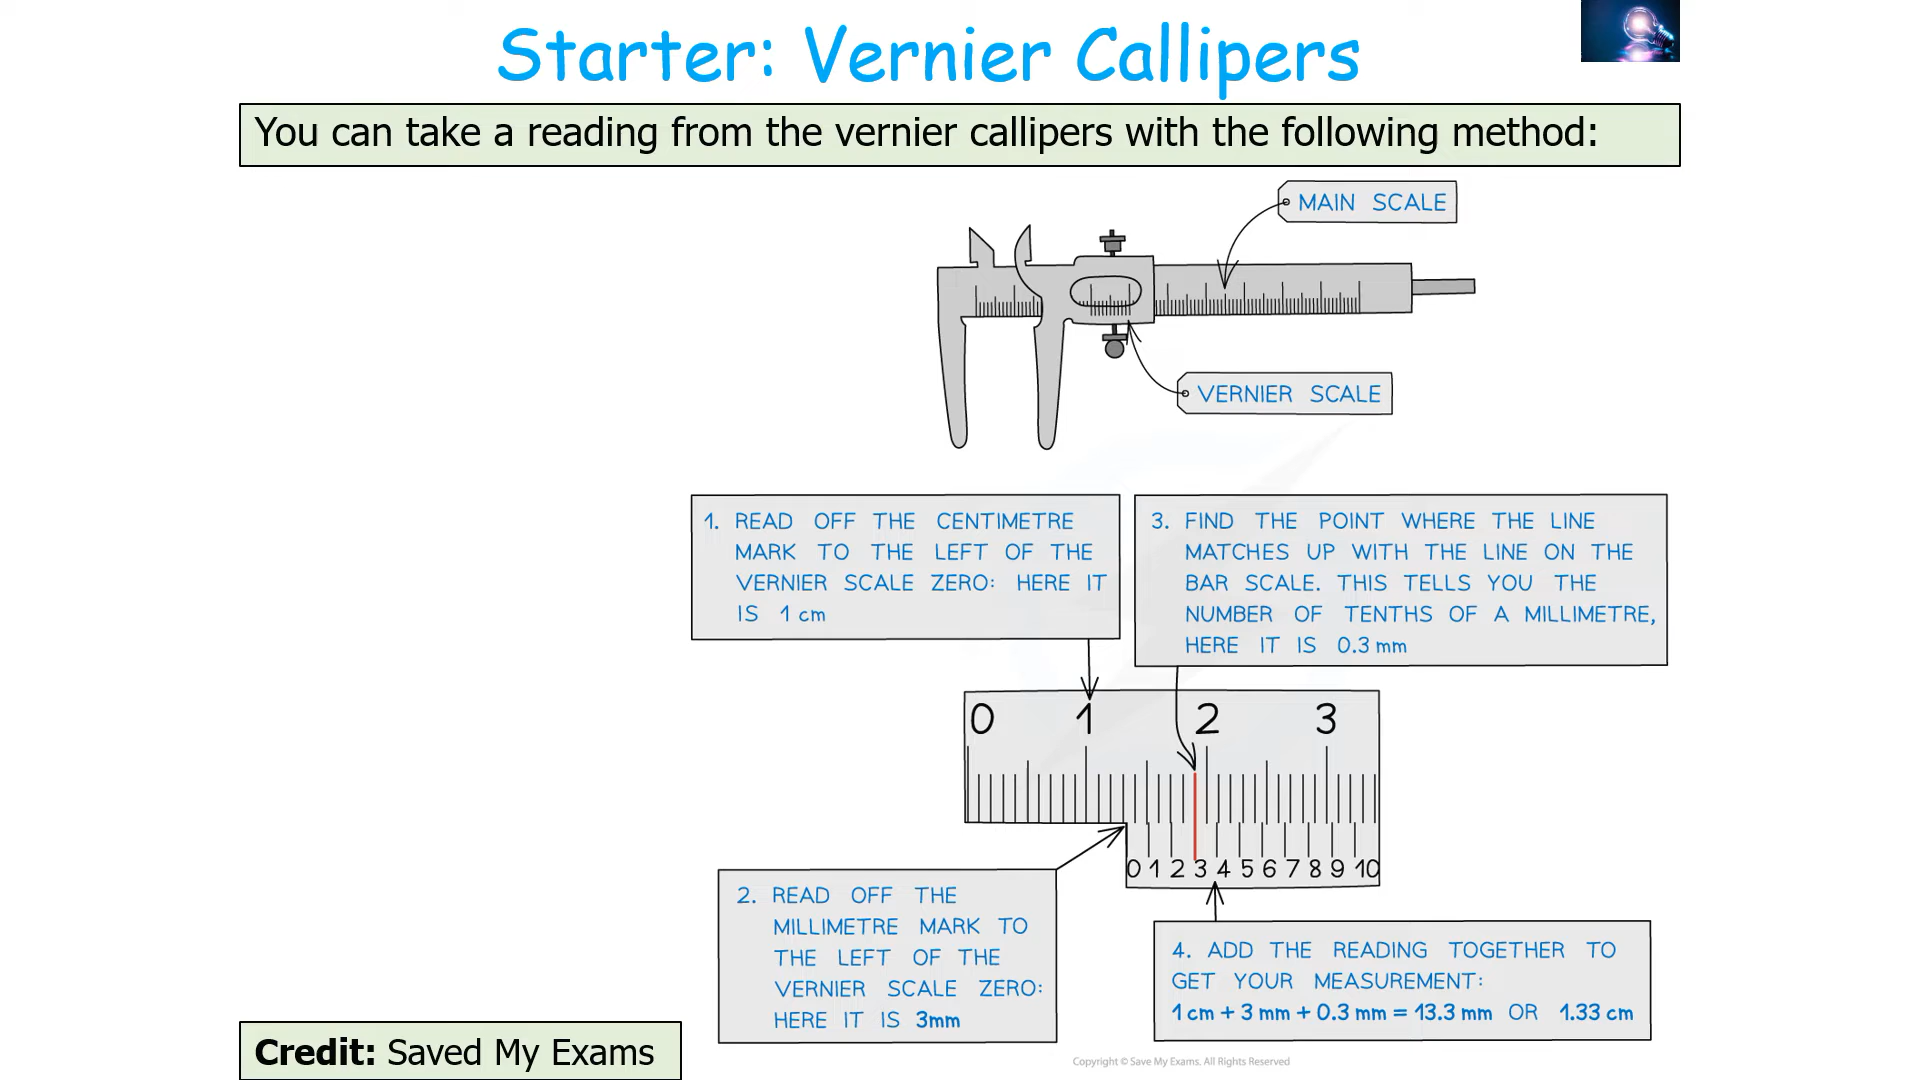 Starter: Vernier Callipers
You can take a reading from the vernier callipers with the following method:
MAIN SCALE
VERNIER SCALE
1. READ OFF THE CENTIMETRE
MARK TO THE LEFT OF THE
VERNIER SCALE ZERO: HERE IT
IS 1 cm
3. FIND THE POINT WHERE THE LINE
MATCHES UP WITH THE LINE ON THE
BAR SCALE. THIS TELLS YOU THE
NUMBER OF TENTHS OF A MILLIMETRE,
HERE IT IS 0.3 mm
0 1 2 3
0 1 2 3 4 5 6 7 8 9 10
2. READ OFF THE
MILLIMETRE MARK TO
THE LEFT OF THE
VERNIER SCALE ZERO:
HERE IT IS 3mm
4. ADD THE READING TOGETHER TO
GET YOUR MEASUREMENT:
1 cm + 3 mm + 0.3 mm = 13.3 mm OR 1.33 cm
Credit: Saved My Exams
Copyright © Save My Exams. All Rights Reserved